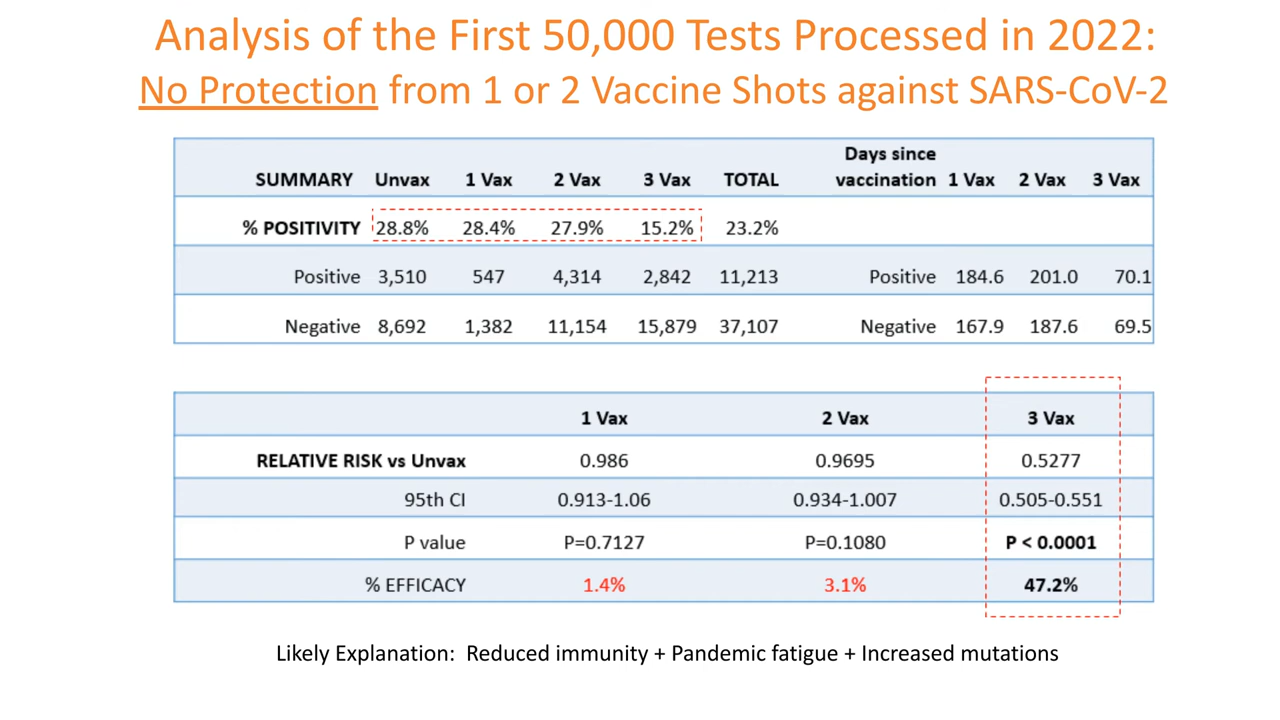 Analysis of the First 50,000 Tests Processed in 2022:
No Protection from 1 or 2 Vaccine Shots against SARS-CoV-2
Days since
SUMMARY Unvax 1 Vax 2 Vax 3 Vax TOTAL vaccination 1 Vax 2 Vax 3 Vax
% POSITIVITY 28.8% 28.4% 27.9% 15.2% 23.2%
Positive 3,510 547 4,314 2,842 11,213 Positive 184.6 201.0 70.1
Negative 8,692 1,382 11,154 15,879 37,107 Negative 167.9 187.6 69.5
1 Vax 2 Vax 3 Vax
RELATIVE RISK vs Unvax 0.986 0.9695 0.5277
95th CI 0.913-1.06 0.934-1.007 0.505-0.551
P value P=0.7127 P=0.1080 P < 0.0001
% EFFICACY 1.4% 3.1% 47.2%
Likely Explanation: Reduced immunity + Pandemic fatigue + Increased mutations